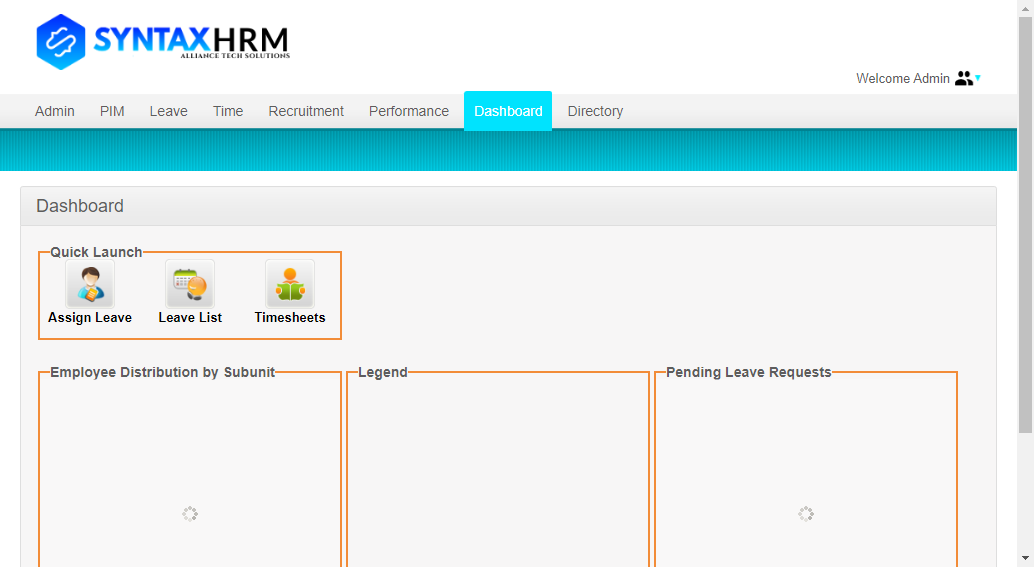 SYNTAXHRM
ALLIANCE TECH SOLUTIONS
Welcome Admin
Admin PIM Leave Time Recruitment Performance Dashboard Directory
Dashboard
Quick Launch
Assign Leave Leave List Timesheets
Employee Distribution by Subunit Legend Pending Leave Requests